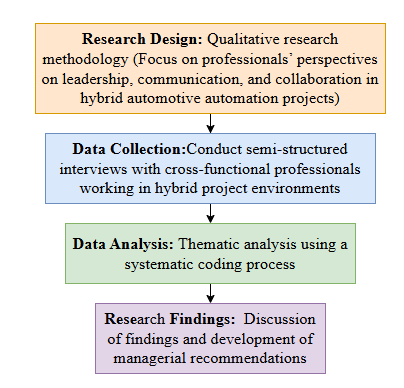 Research Design: Qualitative research
methodology (Focus on professionals’ perspectives
on leadership, communication, and collaboration in
hybrid automotive automation projects)
Data Collection:Conduct semi-structured
interviews with cross-functional professionals
working in hybrid project environments
Data Analysis: Thematic analysis using a
systematic coding process
Research Findings: Discussion
of findings and development of
managerial recommendations